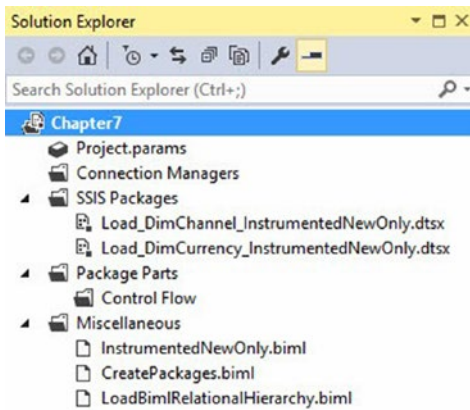 Solution Explorer
Search Solution Explorer (Ctrl+;)
Chapter7
Project.params
Connection Managers
SSIS Packages
Load_DimChannel_InstrumentedNewOnly.dtsx
Load_DimCurrency_InstrumentedNewOnly.dtsx
Package Parts
Control Flow
Miscellaneous
InstrumentedNewOnly.biml
CreatePackages.biml
LoadBimlRelationalHierarchy.biml